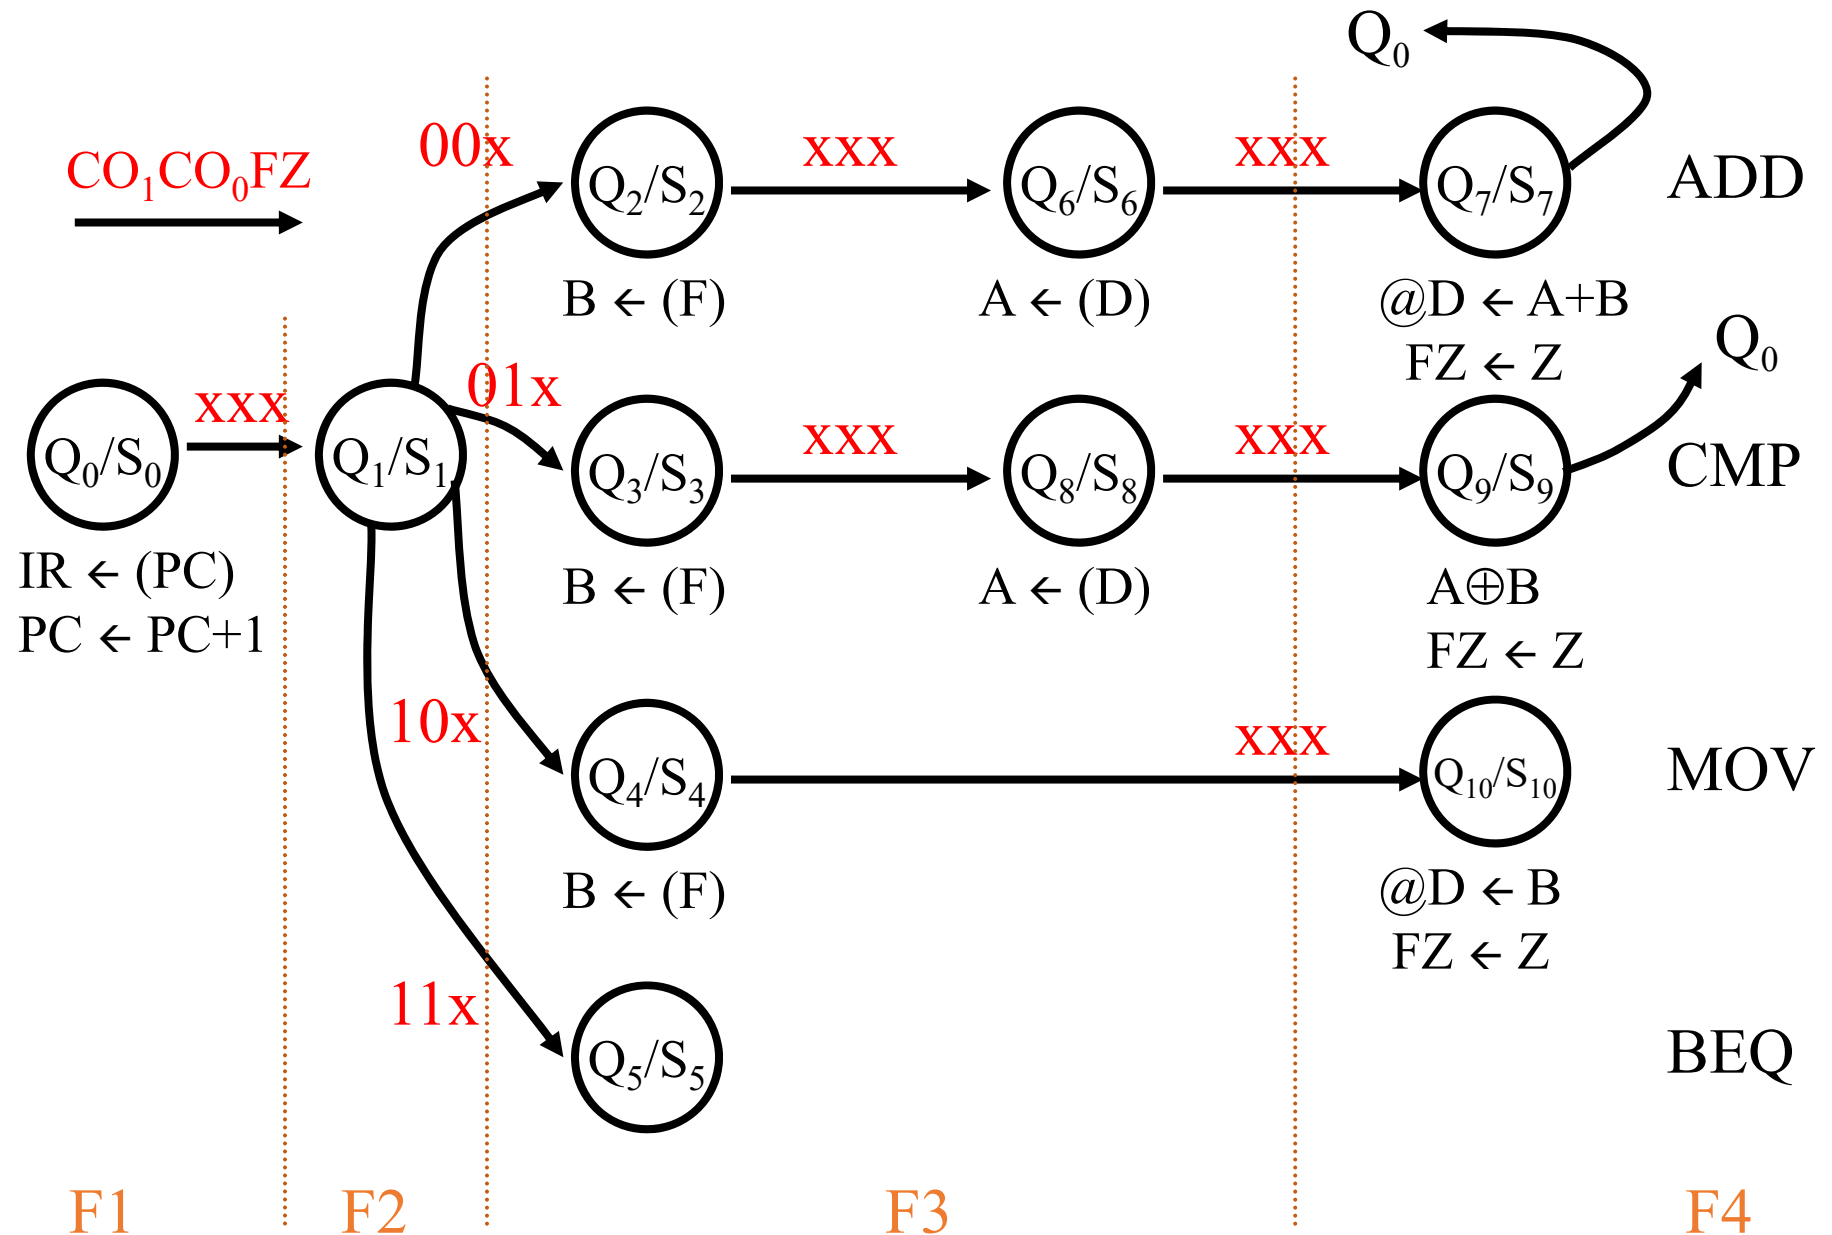 Q₀
CO₁CO₀FZ
00x
xxx
xxx
Q₂/S₂
Q₆/S₆
Q₇/S₇
ADD
B ← (F)
A ← (D)
@D ← A+B
FZ ← Z
Q₀
xxx
01x
xxx
xxx
Q₀/S₀
Q₁/S₁
Q₃/S₃
Q₈/S₈
Q₉/S₉
CMP
IR ← (PC)
PC ← PC+1
B ← (F)
A ← (D)
A⊕B
FZ ← Z
10x
xxx
Q₄/S₄
Q₁₀/S₁₀
MOV
B ← (F)
@D ← B
FZ ← Z
11x
Q₅/S₅
BEQ
F1
F2
F3
F4